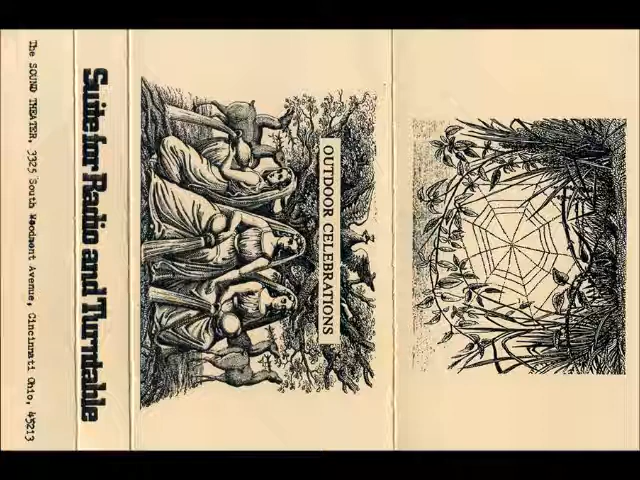 The SOUND THEATER, 3325 South Woodmont Avenue, Cincinnati Ohio, 45213
Suite for Radio and Turntable
OUTDOOR CELEBRATIONS